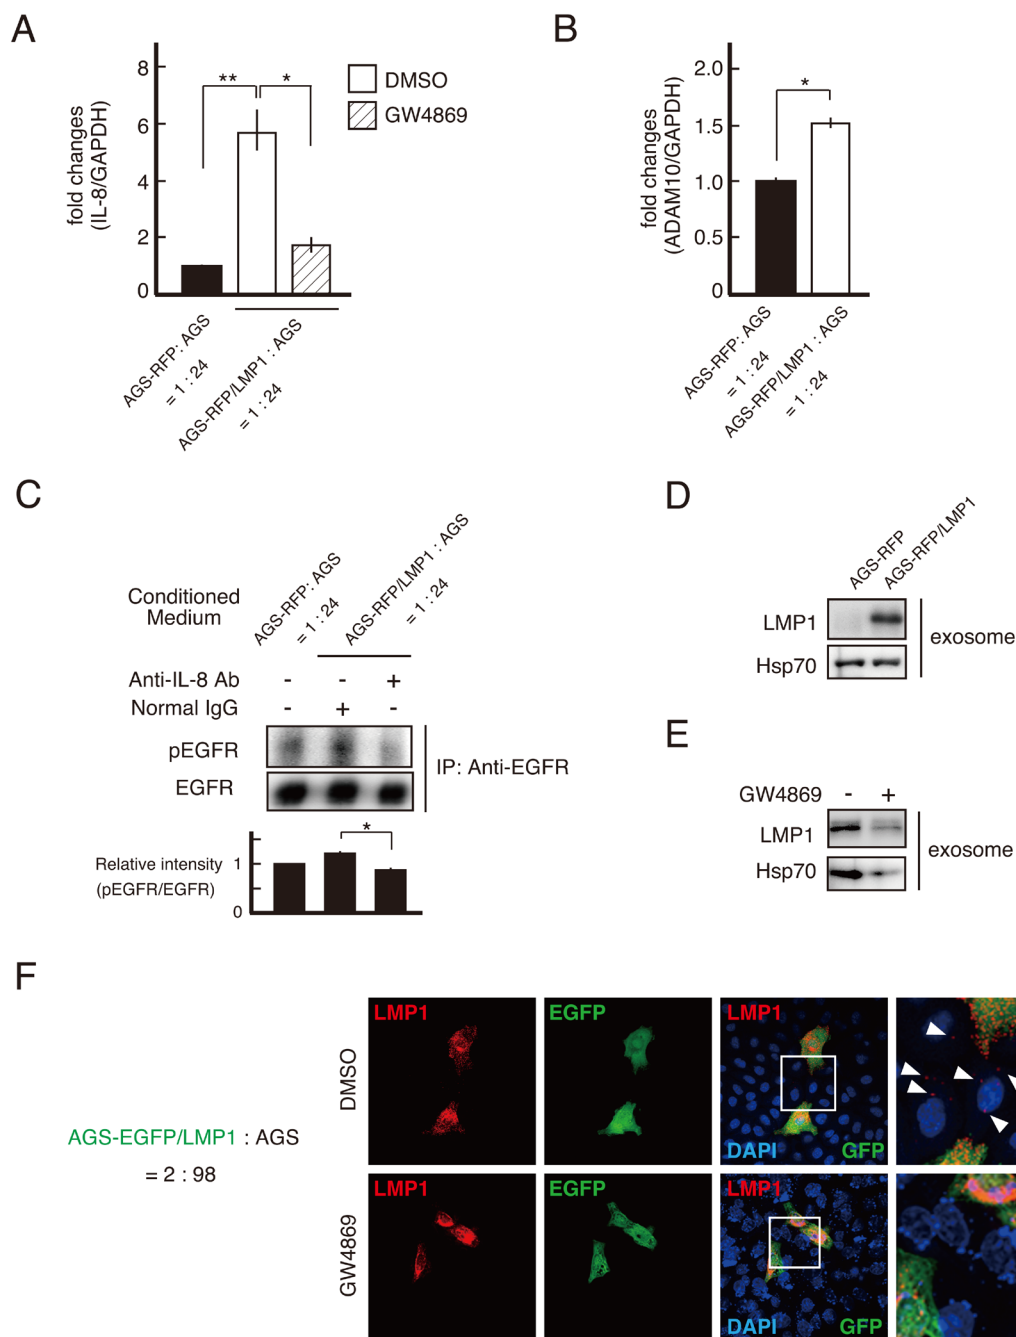 A
fold changes
(IL-8/GAPDH)
8
6
4
2
0
**
*
DMSO
GW4869
AGS-RFP: AGS
= 1 : 24
AGS-RFP/LMP1 : AGS
= 1 : 24
B
fold changes
(ADAM10/GAPDH)
2.0
1.5
1.0
0.5
0
*
AGS-RFP: AGS
= 1 : 24
AGS-RFP/LMP1 : AGS
= 1 : 24
C
Conditioned
Medium
AGS-RFP: AGS
= 1 : 24
AGS-RFP/LMP1 : AGS
= 1 : 24
Anti-IL-8 Ab - - +
Normal IgG - + -
pEGFR
EGFR
IP: Anti-EGFR
Relative intensity
(pEGFR/EGFR)
1
0
*
D
AGS-RFP
AGS-RFP/LMP1
LMP1
Hsp70
exosome
E
GW4869 - +
LMP1
Hsp70
exosome
F
AGS-EGFP/LMP1 : AGS
= 2 : 98
DMSO
LMP1
EGFP
LMP1
DAPI GFP
GW4869
LMP1
EGFP
LMP1
DAPI GFP